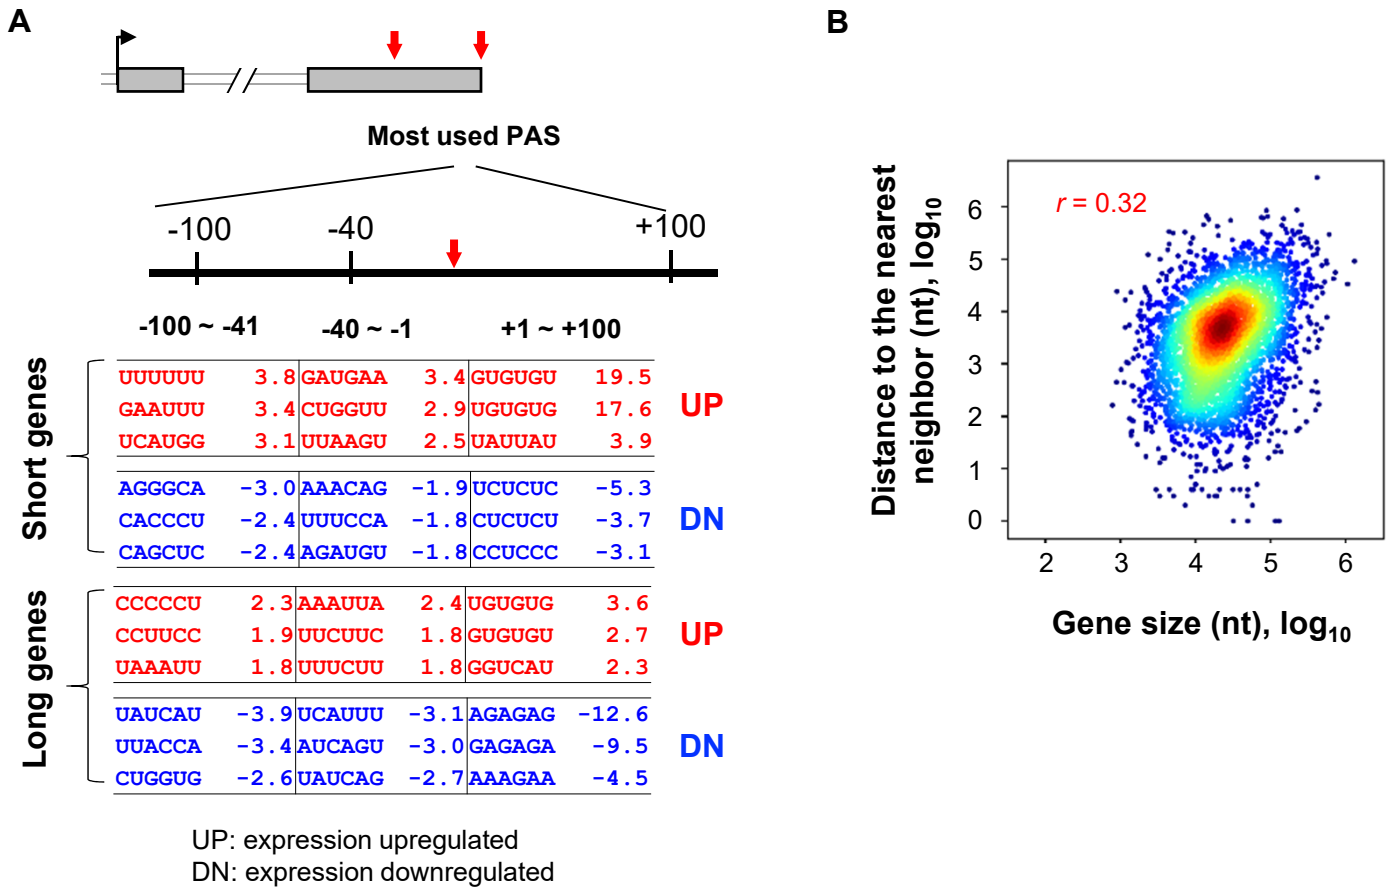 A
Most used PAS
-100 -40 +100
-100 ~ -41 -40 ~ -1 +1 ~ +100
Short genes
UUUUUU 3.8 GAUGAA 3.4 GUGUGU 19.5
GAAUUU 3.4 CUGGUU 2.9 UGUGUG 17.6
UCAUGG 3.1 UUAAGU 2.5 UAUUAU 3.9
UP
AGGGCA -3.0 AAACAG -1.9 UCUCUC -5.3
CACCCU -2.4 UUUCCA -1.8 CUCUCU -3.7
CAGCUC -2.4 AGAUGU -1.8 CCUCCC -3.1
DN
Long genes
CCCCCU 2.3 AAAUUA 2.4 UGUGUG 3.6
CCUUCC 1.9 UUCUUC 1.8 GUGUGU 2.7
UAAAUU 1.8 UUUCUU 1.8 GGUCAU 2.3
UP
UAUCAU -3.9 UCAUUU -3.1 AGAGAG -12.6
UUACCA -3.4 AUCAGU -3.0 GAGAGA -9.5
CUGGUG -2.6 UAUCAG -2.7 AAAGAA -4.5
DN
UP: expression upregulated
DN: expression downregulated
B
Distance to the nearest
neighbor (nt), log10
r = 0.32
6
5
4
3
2
1
0
2 3 4 5 6
Gene size (nt), log10